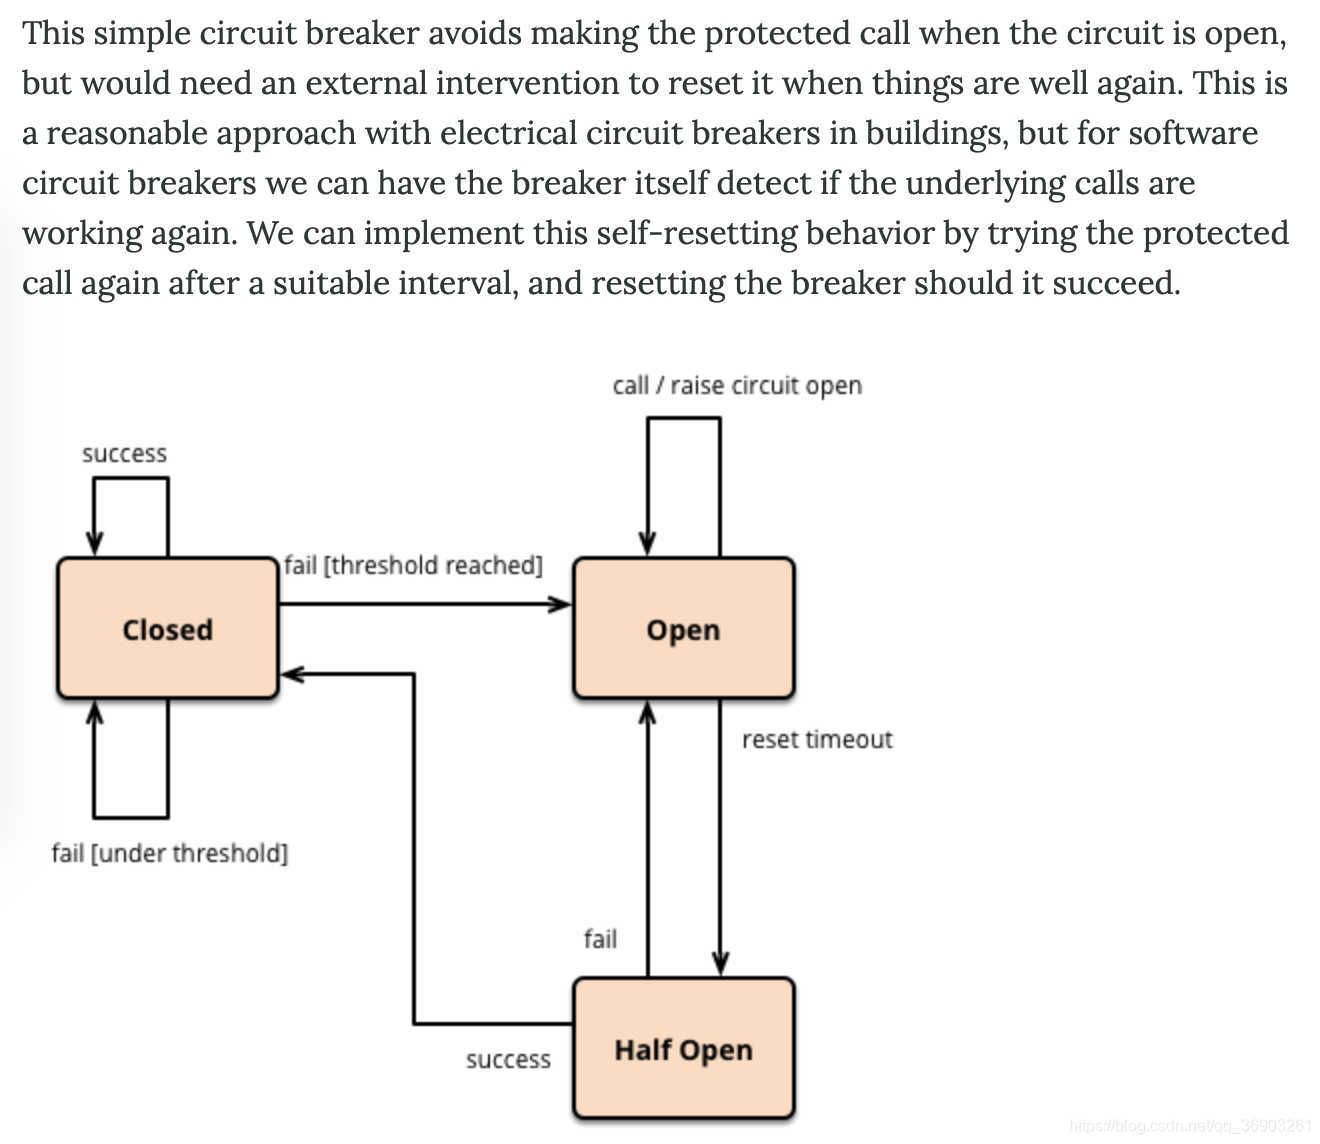 This simple circuit breaker avoids making the protected call when the circuit is open,
but would need an external intervention to reset it when things are well again. This is
a reasonable approach with electrical circuit breakers in buildings, but for software
circuit breakers we can have the breaker itself detect if the underlying calls are
working again. We can implement this self-resetting behavior by trying the protected
call again after a suitable interval, and resetting the breaker should it succeed.
call / raise circuit open
success
fail [threshold reached]
Closed
Open
reset timeout
fail [under threshold]
fail
Half Open
success
https://blog.csdn.net/qq_36903261